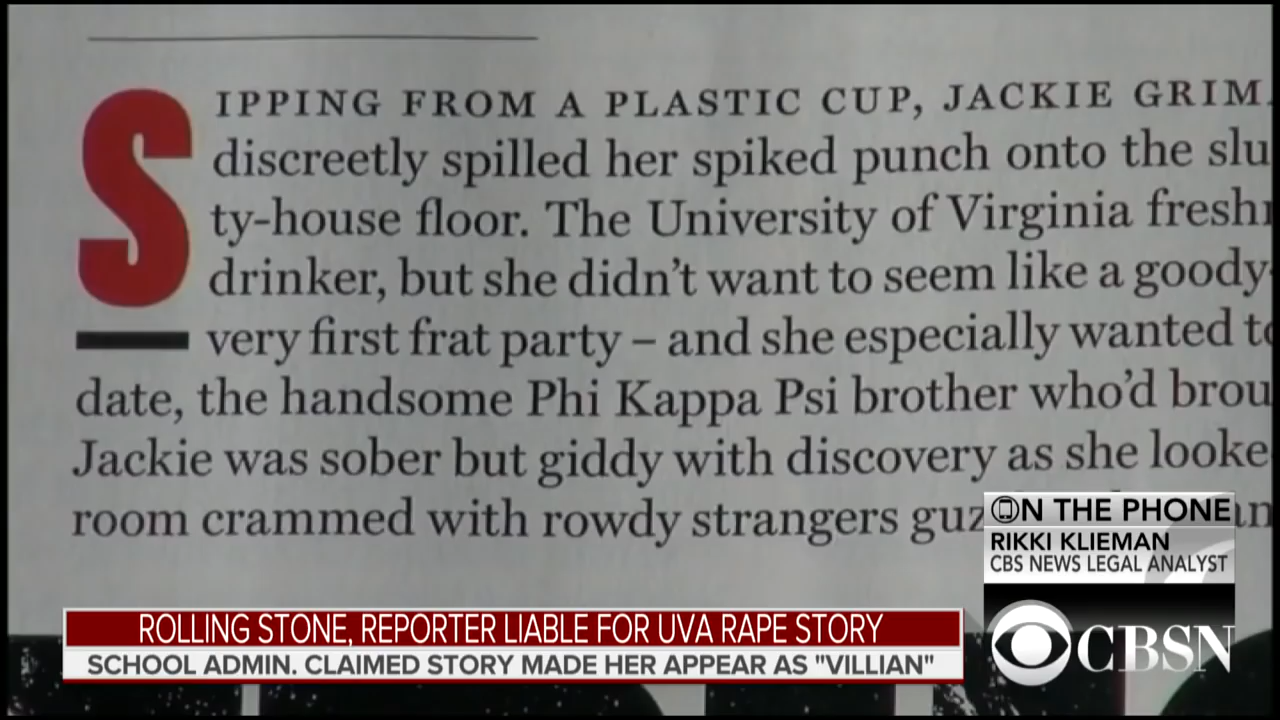 SIPPING FROM A PLASTIC CUP, JACKIE
discreetly spilled her spiked punch onto the
ty-house floor. The University of Virginia
drinker, but she didn't want to seem like a goody-
very first frat party – and she especially wanted
date, the handsome Phi Kappa Psi brother who'd
Jackie was sober but giddy with discovery as she
room crammed with rowdy strangers
ON THE PHONE
RIKKI KLIEMAN
CBS NEWS LEGAL ANALYST
ROLLING STONE, REPORTER LIABLE FOR UVA RAPE STORY
SCHOOL ADMIN. CLAIMED STORY MADE HER APPEAR AS "VILLIAN"
CBSN